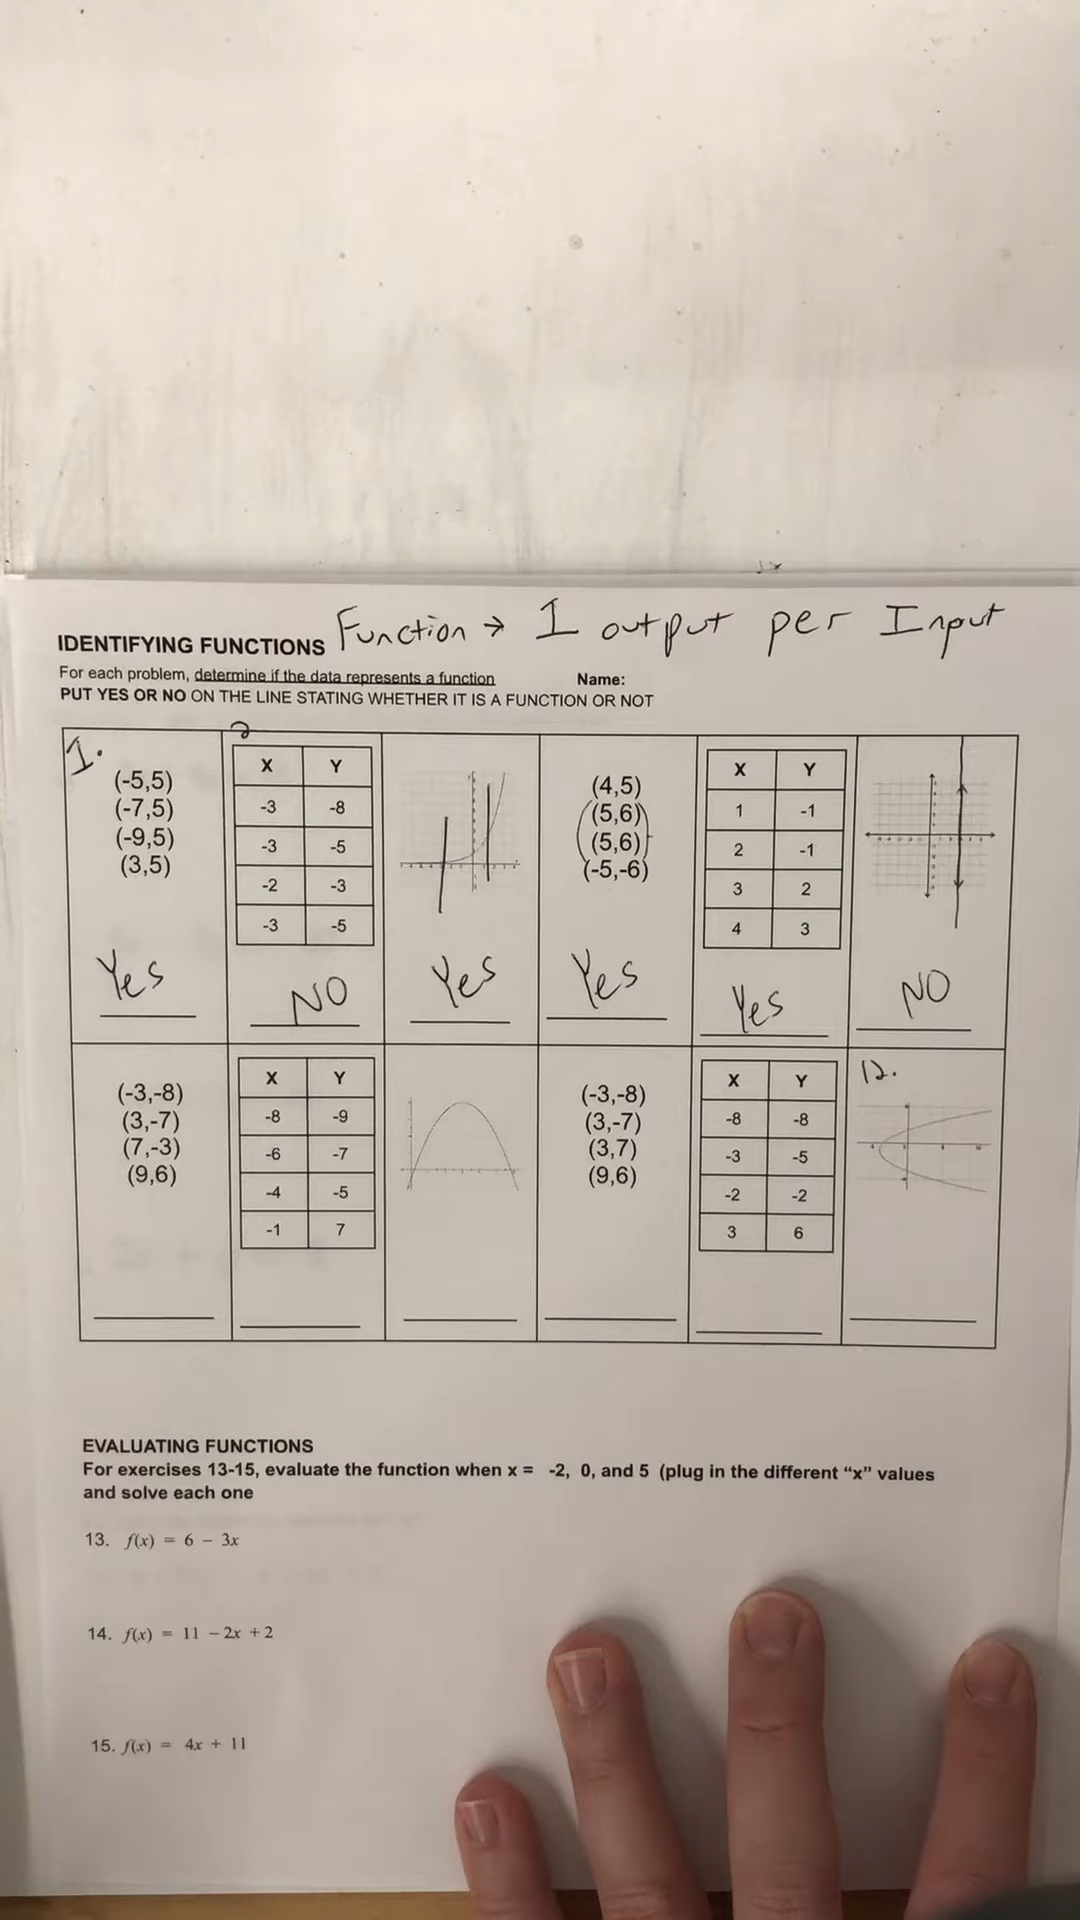 Function → 1 output per Input
IDENTIFYING FUNCTIONS
For each problem, determine if the data represents a function Name:
PUT YES OR NO ON THE LINE STATING WHETHER IT IS A FUNCTION OR NOT
1.
(-5,5)
(-7,5)
(-9,5)
(3,5)
Yes
2
X Y
-3 -8
-3 -5
-2 -3
-3 -5
NO
Yes
(4,5)
(5,6)
(5,6)
(-5,-6)
Yes
X Y
1 -1
2 -1
3 2
4 3
Yes
NO
(-3,-8)
(3,-7)
(7,-3)
(9,6)
X Y
-8 -9
-6 -7
-4 -5
-1 7
(-3,-8)
(3,-7)
(3,7)
(9,6)
X Y
-8 -8
-3 -5
-2 -2
3 6
12.
EVALUATING FUNCTIONS
For exercises 13-15, evaluate the function when x = -2, 0, and 5 (plug in the different “x” values
and solve each one
13. f(x) = 6 - 3x
14. f(x) = 11 - 2x + 2
15. f(x) = 4x + 11